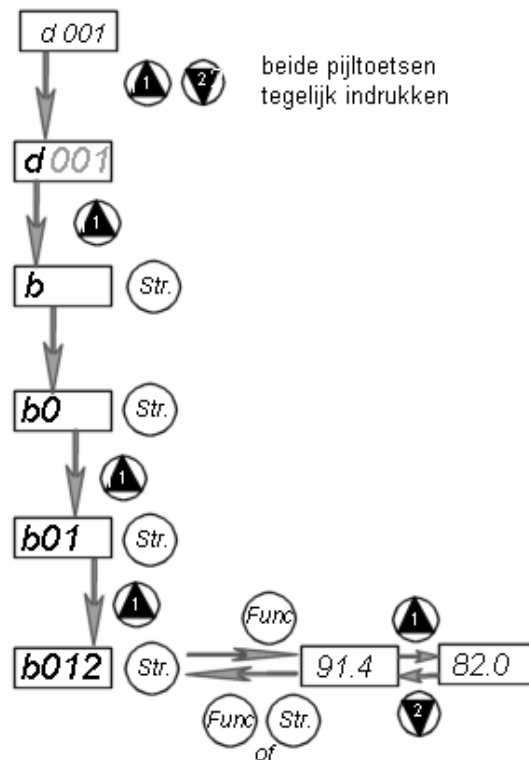 d 001
1 2 beide pijltoetsen
tegelijk indrukken
d 001
1
b Str.
b0 Str.
1
b01 Str.
1
b012 Str. Func 91.4 1 82.0
Func Str. 2
of